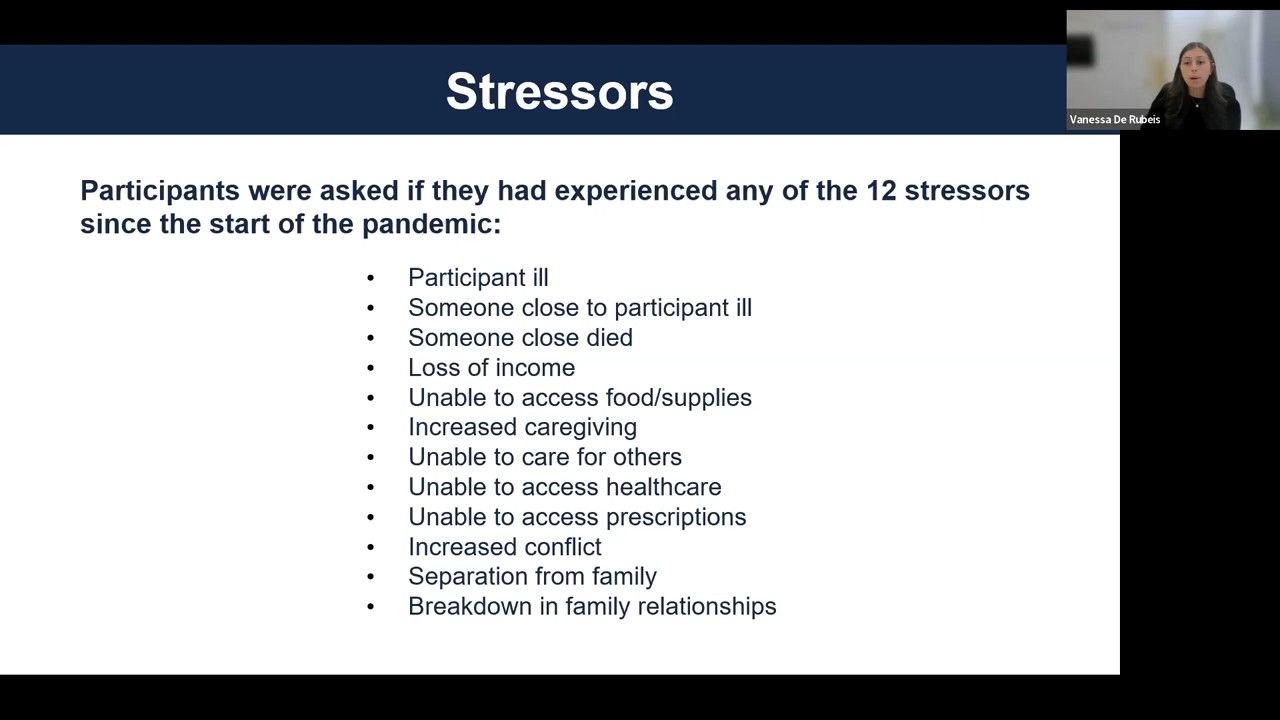 Stressors
Vanessa De Rubeis
Participants were asked if they had experienced any of the 12 stressors
since the start of the pandemic:
• Participant ill
• Someone close to participant ill
• Someone close died
• Loss of income
• Unable to access food/supplies
• Increased caregiving
• Unable to care for others
• Unable to access healthcare
• Unable to access prescriptions
• Increased conflict
• Separation from family
• Breakdown in family relationships